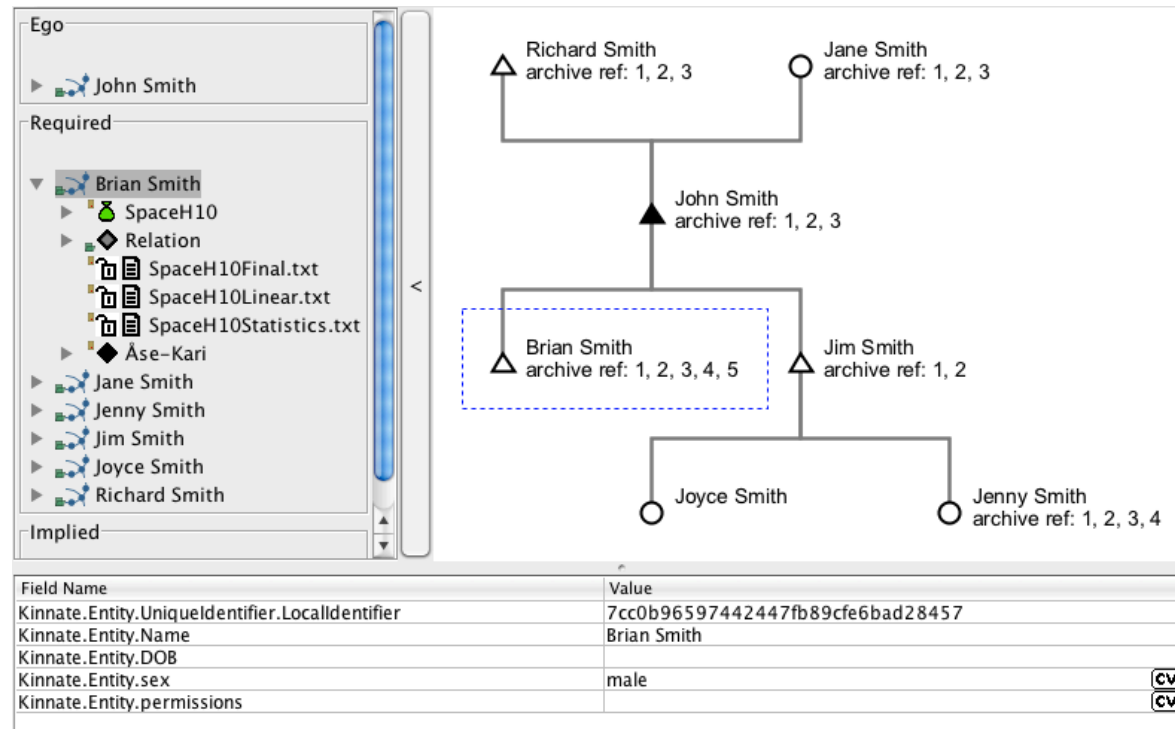 Ego
John Smith
Required
Brian Smith
SpaceH10
Relation
SpaceH10Final.txt
SpaceH10Linear.txt
SpaceH10Statistics.txt
Åse-Kari
Jane Smith
Jenny Smith
Jim Smith
Joyce Smith
Richard Smith
Implied
<
Richard Smith
archive ref: 1, 2, 3
Jane Smith
archive ref: 1, 2, 3
John Smith
archive ref: 1, 2, 3
Brian Smith
archive ref: 1, 2, 3, 4, 5
Jim Smith
archive ref: 1, 2
Joyce Smith
Jenny Smith
archive ref: 1, 2, 3, 4
Field Name Value
Kinnate.Entity.UniqueIdentifier.LocalIdentifier 7cc0b96597442447fb89cfe6bad28457
Kinnate.Entity.Name Brian Smith
Kinnate.Entity.DOB
Kinnate.Entity.sex male cv
Kinnate.Entity.permissions cv